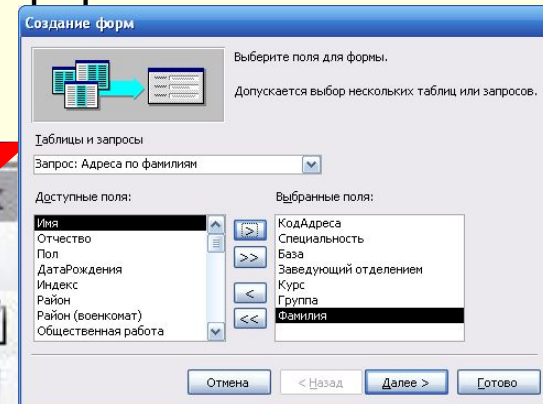 Создание форм
Выберите поля для формы.
Допускается выбор нескольких таблиц или запросов.
Таблицы и запросы
Запрос: Адреса по фамилиям
Доступные поля:
Выбранные поля:
Имя
Отчество
Пол
ДатаРождения
Индекс
Район
Район (военкомат)
Общественная работа
>
>>
<
<<
КодАдреса
Специальность
База
Заведующий отделением
Курс
Группа
Фамилия
Отмена
< Назад
Далее >
Готово